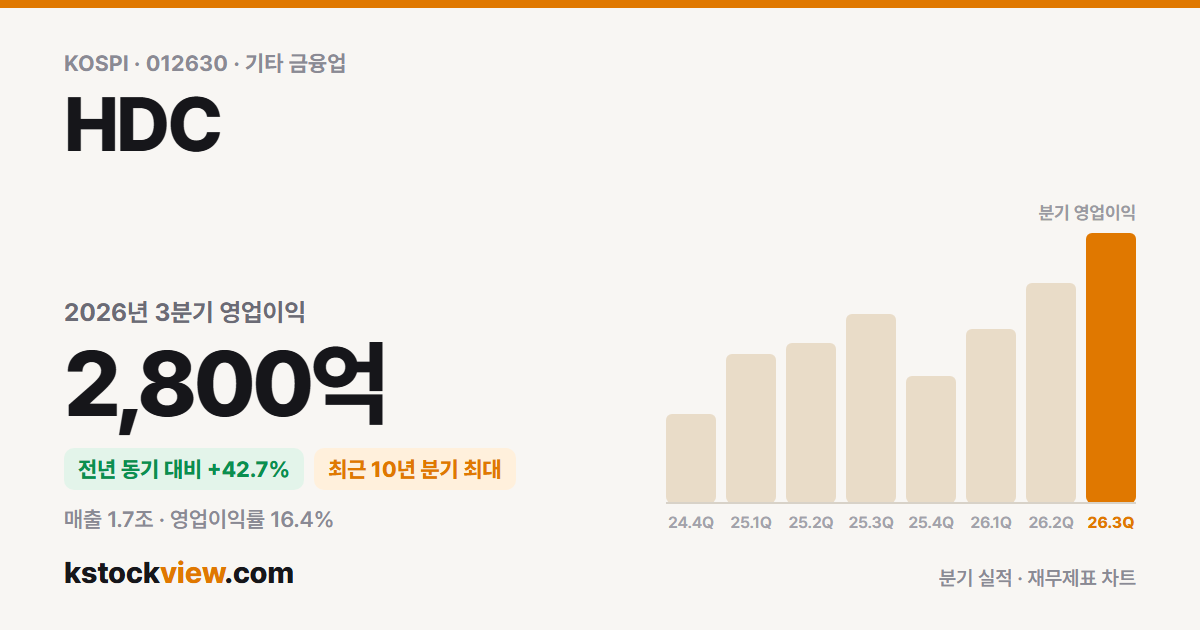 KOSPI · 012630 · 기타 금융업
HDC
2026년 3분기 영업이익
2,800억
전년 동기 대비 +42.7%
최근 10년 분기 최대
매출 1.7조 · 영업이익률 16.4%
kstockview.com
분기 영업이익
24.4Q 25.1Q 25.2Q 25.3Q 25.4Q 26.1Q 26.2Q 26.3Q
분기 실적 · 재무제표 차트